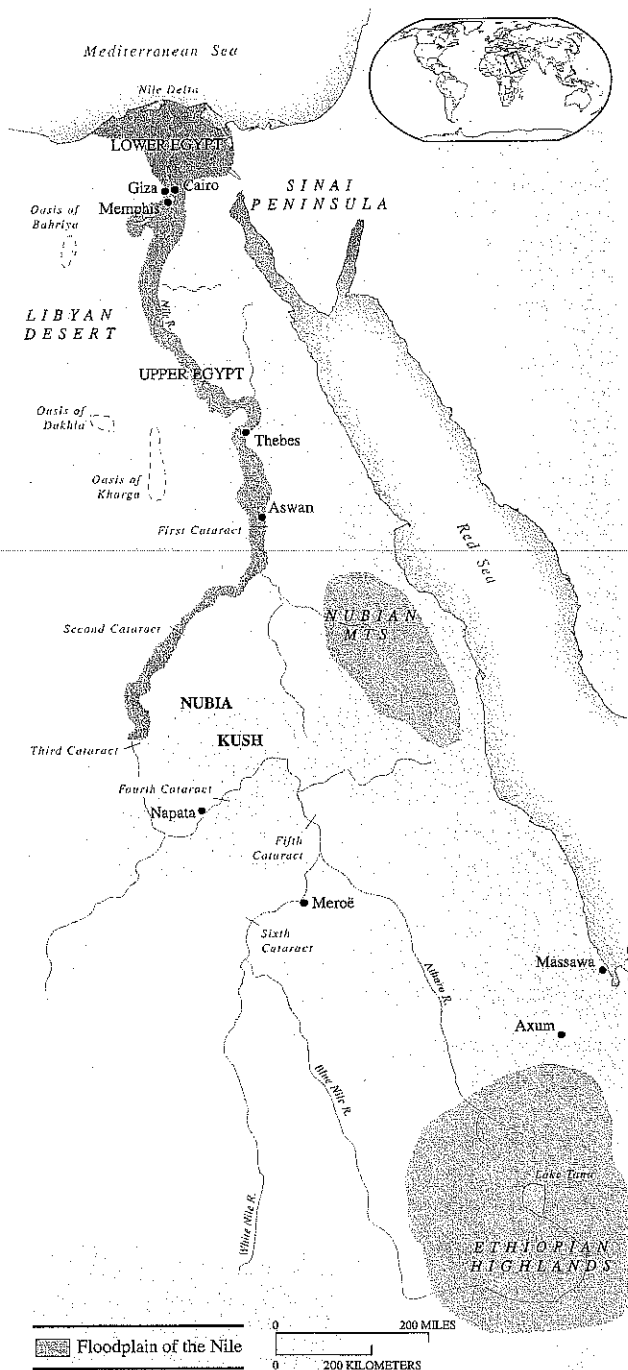 Mediterranean Sea
Nile Delta
LOWER EGYPT
Giza
Cairo
Memphis
SINAI
PENINSULA
Oasis of
Bahriya
LIBYAN
DESERT
Nile R.
UPPER EGYPT
Oasis of
Dakhla
Thebes
Oasis of
Kharga
Aswan
First Cataract
Red Sea
NUBIAN
MTS
Second Cataract
NUBIA
KUSH
Third Cataract
Fourth Cataract
Napata
Fifth
Cataract
Meroë
Sixth
Cataract
Massawa
Atbara R.
Axum
Blue Nile R.
Lake Tana
White Nile R.
ETHIOPIAN
HIGHLANDS
Floodplain of the Nile
0 200 MILES
0 200 KILOMETERS